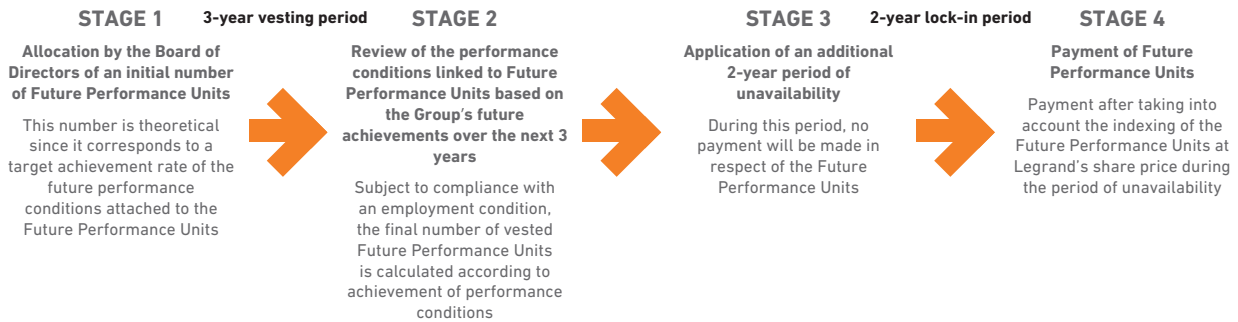 STAGE 1
3-year vesting period
STAGE 2
STAGE 3
2-year lock-in period
STAGE 4
Allocation by the Board of
Directors of an initial number
of Future Performance Units
This number is theoretical
since it corresponds to a
target achievement rate of the
future performance
conditions attached to the
Future Performance Units
Review of the performance
conditions linked to Future
Performance Units based on
the Group's future
achievements over the next 3
years
Subject to compliance with
an employment condition,
the final number of vested
Future Performance Units
is calculated according to
achievement of performance
conditions
Application of an additional
2-year period of
unavailability
During this period, no
payment will be made in
respect of the Future
Performance Units
Payment of Future
Performance Units
Payment after taking into
account the indexing of the
Future Performance Units at
Legrand's share price during
the period of unavailability